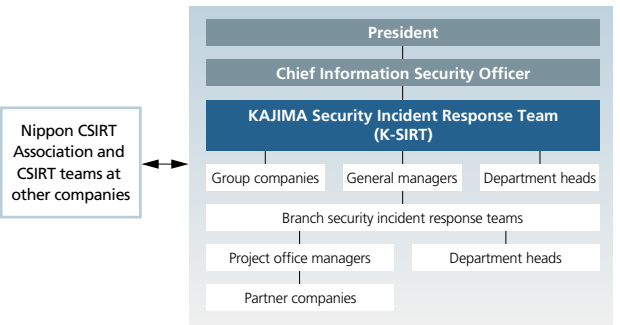 President
Chief Information Security Officer
KAJIMA Security Incident Response Team
(K-SIRT)
Nippon CSIRT
Association and
CSIRT teams at
other companies
Group companies
General managers
Department heads
Branch security incident response teams
Project office managers
Department heads
Partner companies